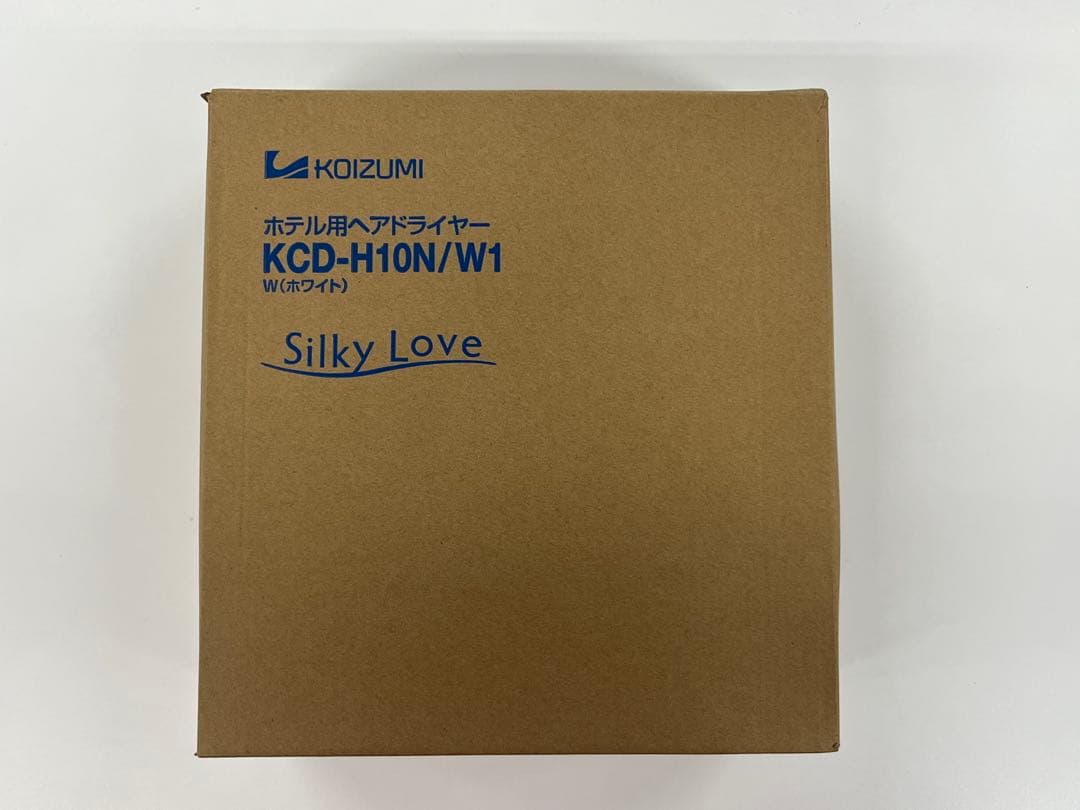 KOIZUMI
ホテル用ヘアドライヤー
KCD-H10N/W1
W(ホワイト)
Silky Love